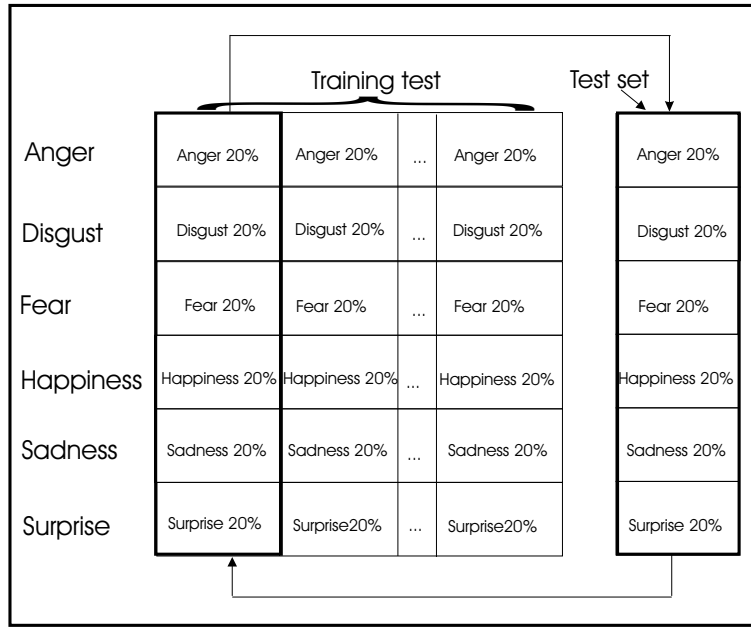 Training test
Test set
Anger Anger 20% Anger 20% ... Anger 20% Anger 20%
Disgust Disgust 20% Disgust 20% ... Disgust 20% Disgust 20%
Fear Fear 20% Fear 20% ... Fear 20% Fear 20%
Happiness Happiness 20% Happiness 20% ... Happiness 20% Happiness 20%
Sadness Sadness 20% Sadness 20% ... Sadness 20% Sadness 20%
Surprise Surprise 20% Surprise20% ... Surprise20% Surprise 20%